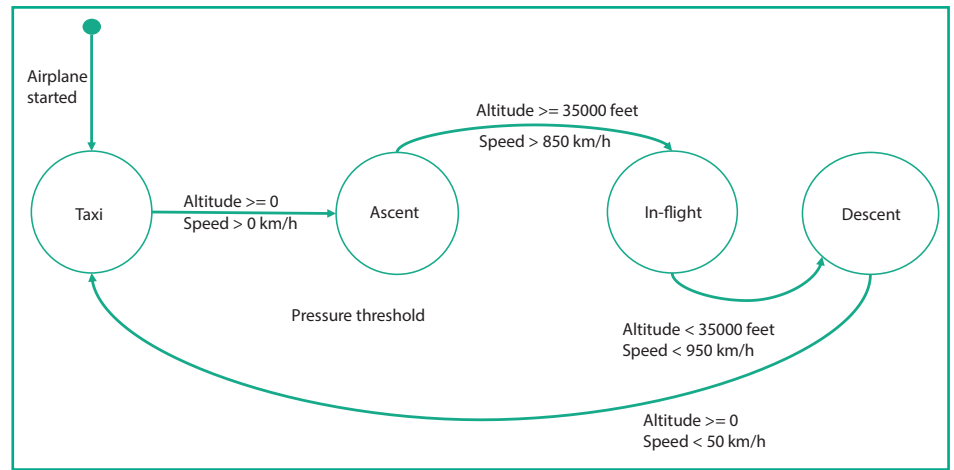 Airplane
started
Altitude >= 35000 feet
Speed > 850 km/h
Taxi
Altitude >= 0
Speed > 0 km/h
Ascent
In-flight
Descent
Pressure threshold
Altitude < 35000 feet
Speed < 950 km/h
Altitude >= 0
Speed < 50 km/h